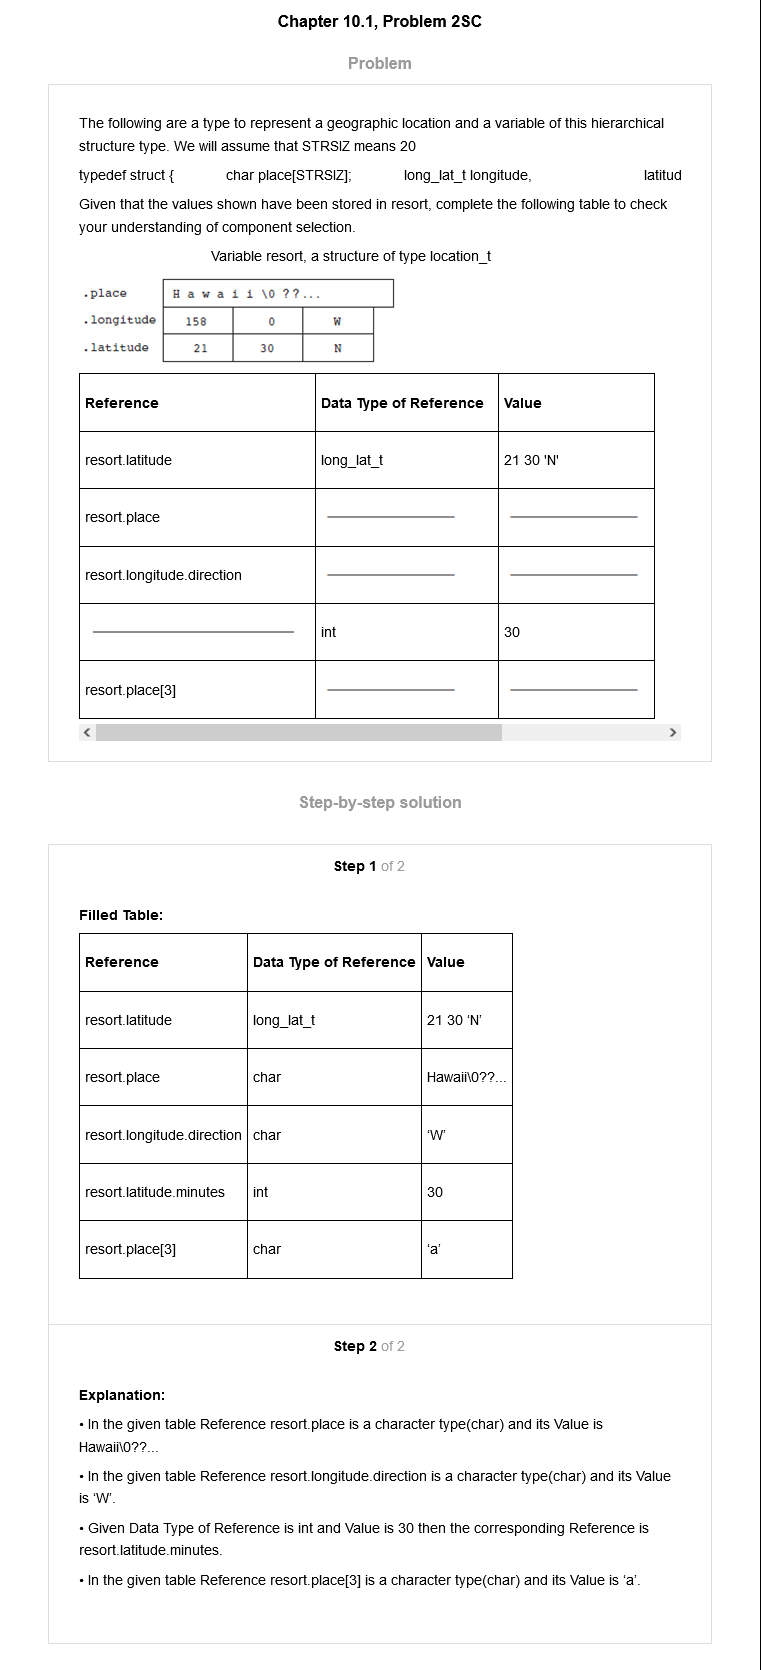 Chapter 10.1, Problem 2SC
Problem
The following are a type to represent a geographic location and a variable of this hierarchical
structure type. We will assume that STRSIZ means 20
typedef struct { char place[STRSIZ]; long_lat_t longitude, latitud
Given that the values shown have been stored in resort, complete the following table to check
your understanding of component selection.
Variable resort, a structure of type location_t
.place H a w a i i \0 ??...
.longitude 158 0 W
.latitude 21 30 N
Reference Data Type of Reference Value
resort.latitude long_lat_t 21 30 'N'
resort.place
resort.longitude.direction
int 30
resort.place[3]
Step-by-step solution
Step 1 of 2
Filled Table:
Reference Data Type of Reference Value
resort.latitude long_lat_t 21 30 ‘N’
resort.place char Hawaii\0??...
resort.longitude.direction char ‘W’
resort.latitude.minutes int 30
resort.place[3] char ‘a’
Step 2 of 2
Explanation:
• In the given table Reference resort.place is a character type(char) and its Value is
Hawaii\0??...
• In the given table Reference resort.longitude.direction is a character type(char) and its Value
is ‘W’.
• Given Data Type of Reference is int and Value is 30 then the corresponding Reference is
resort.latitude.minutes.
• In the given table Reference resort.place[3] is a character type(char) and its Value is ‘a’.